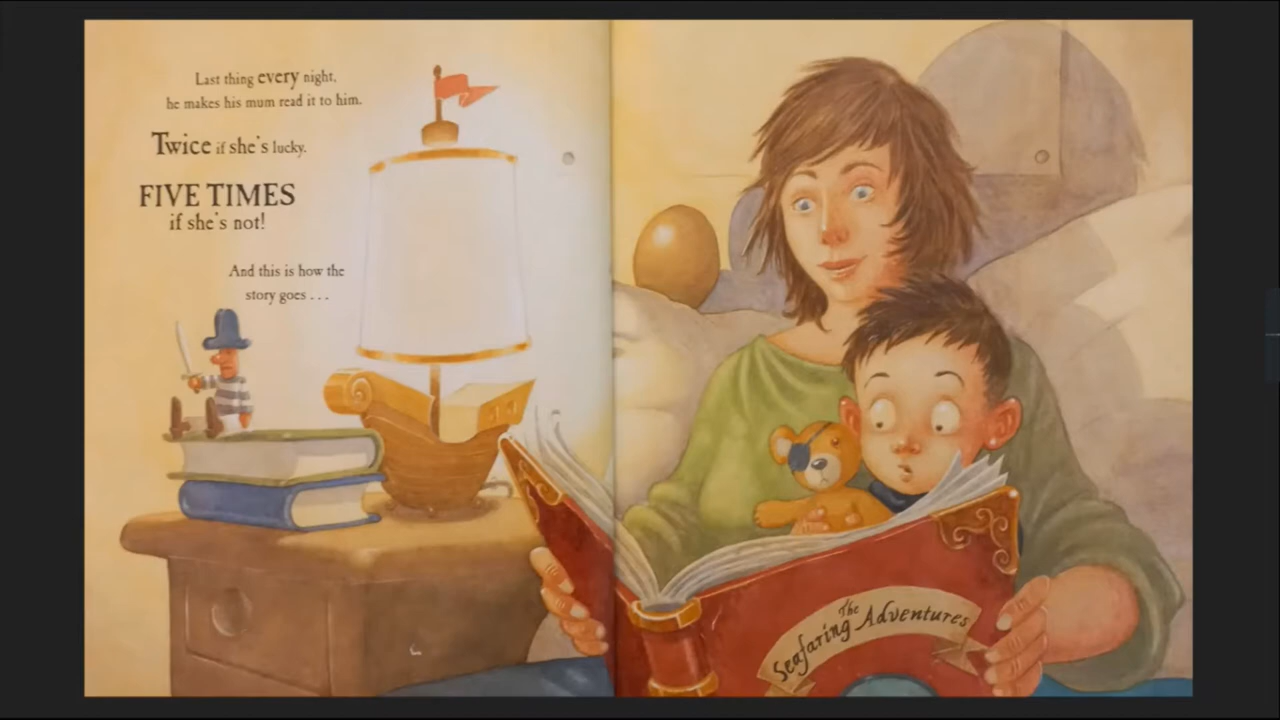 Last thing every night,
he makes his mum read it to him.
Twice if she's lucky.
FIVE TIMES
if she's not!
And this is how the
story goes . . .
The
Seafaring Adventures